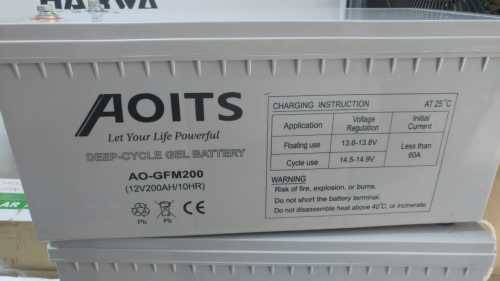 HARWA
AOITS
Let Your Life Powerful
DEEP-CYCLE GEL BATTERY
AO-GFM200
(12V200AH/10HR)
Pb Pb CE
CHARGING INSTRUCTION AT 25°C
Application Voltage Regulation Initial Current
Floating use 13.6-13.8V Less than 60A
Cycle use 14.5-14.9V
WARNING
Risk of fire, explosion, or burns.
Do not short the battery terminal.
Do not disassemble heat above 40°C, or incinerate.